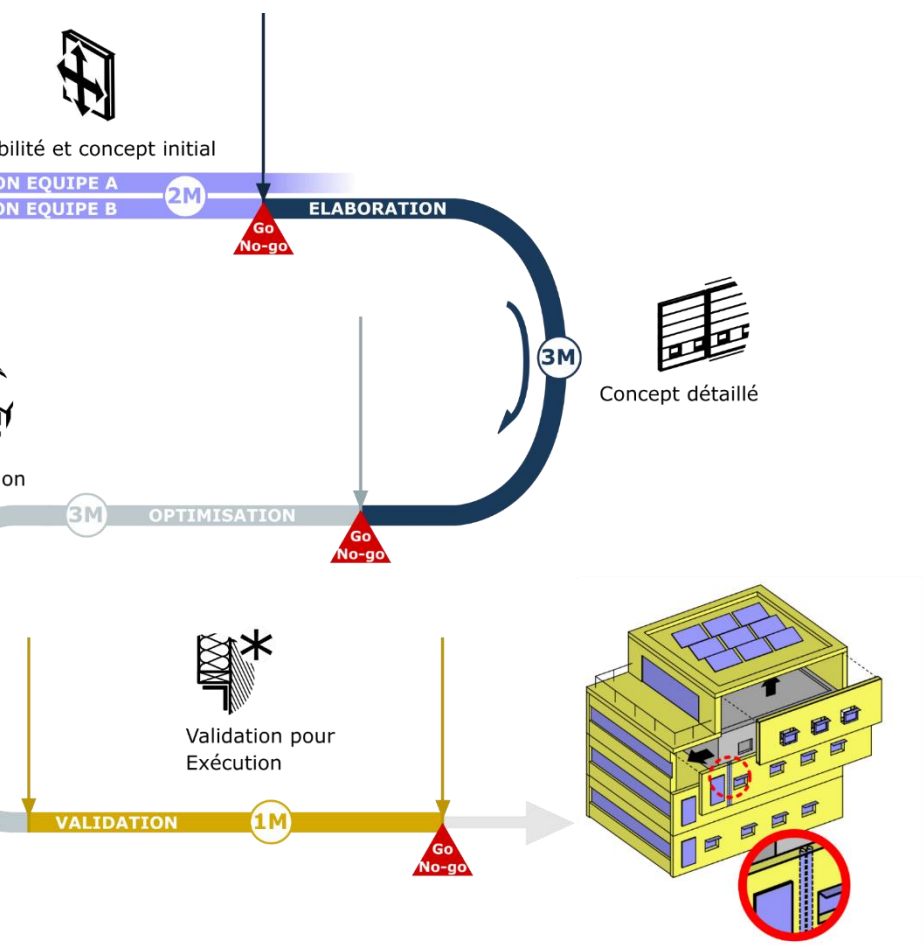 bilité et concept initial
ON EQUIPE A
2M
ON EQUIPE B
ELABORATION
Go
No-go
3M
Concept détaillé
on
3M
OPTIMISATION
Go
No-go
Validation pour
Exécution
VALIDATION
1M
Go
No-go